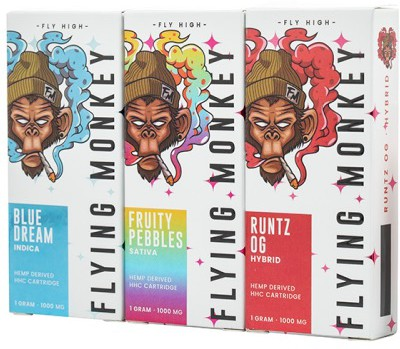 FLY HIGH
FLYING MONKEY
BLUE
DREAM
INDICA
HEMP DERIVED
HHC CARTRIDGE
1 GRAM - 1000 MG
FLY HIGH
FLYING MONKEY
FRUITY
PEBBLES
SATIVA
HEMP DERIVED
HHC CARTRIDGE
1 GRAM - 1000 MG
FLY HIGH
FLYING MONKEY
RUNTZ
OG
HYBRID
HEMP DERIVED
HHC CARTRIDGE
1 GRAM - 1000 MG
RUNTZ OG - HYBRID